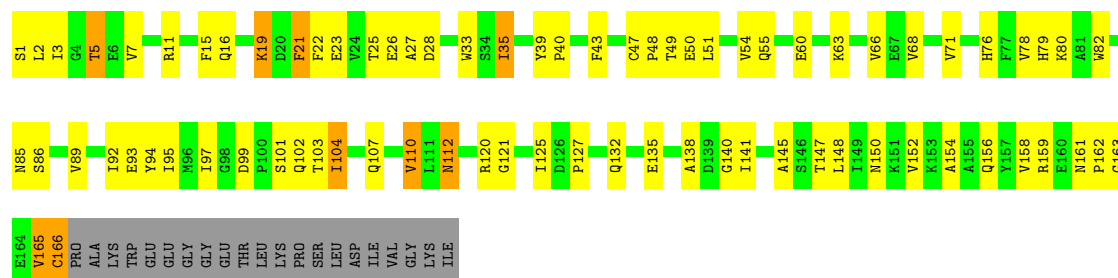 S1 L2 I3 G4 T5 E6 V7 R11 F15 Q16 K19 D20 F21 F22 E23 V24 T25 E26 A27 D28 W33 S34 I35 Y39 P40 F43 C47 P48 T49 E50 L51 V54 Q55 E60 K63 V66 E67 V68 V71 H76 F77 V78 H79 K80 A81 W82
N85 S86 V89 I92 E93 Y94 I95 M96 I97 G98 D99 P100 S101 Q102 T103 I104 Q107 V110 L111 N112 R120 G121 I125 D126 P127 Q132 E135 A138 D139 G140 I141 A145 S146 T147 L148 I149 N150 K151 V152 K153 A154 A155 Q156 Y157 V158 R159 E160 N161 P162 G163
E164 V165 C166 PRO ALA LYS TRP GLU GLU GLY GLY GLU THR LEU LYS PRO SER LEU ASP ILE VAL GLY LYS ILE